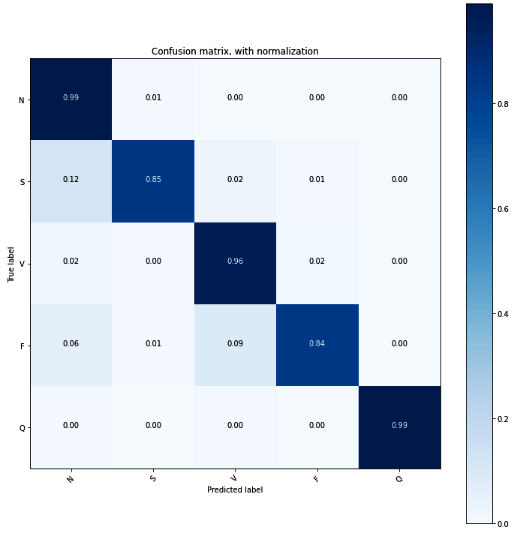 Confusion matrix, with normalization
N 0.99 0.01 0.00 0.00 0.00
S 0.12 0.85 0.02 0.01 0.00
V 0.02 0.00 0.96 0.02 0.00
F 0.06 0.01 0.09 0.84 0.00
Q 0.00 0.00 0.00 0.00 0.99
True label
N S V F Q
Predicted label
0.8
0.6
0.4
0.2
0.0